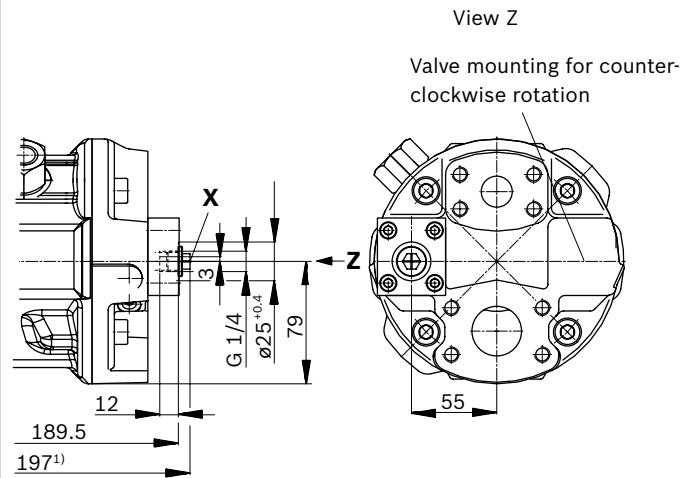 View Z
Valve mounting for counter-
clockwise rotation
X
Z
3
G 1/4
ø25⁺⁰·⁴
79
12
55
189.5
197¹⁾